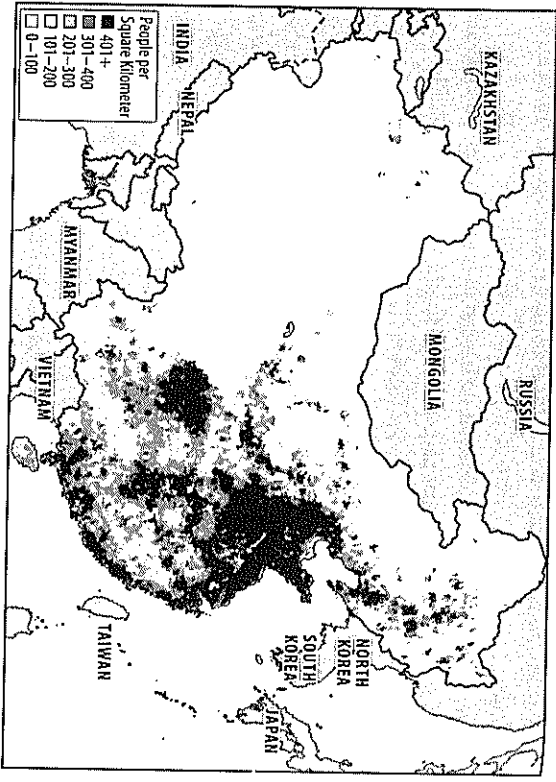 RUSSIA
KAZAKHSTAN
MONGOLIA
NORTH
KOREA
SOUTH
KOREA
JAPAN
NEPAL
INDIA
MYANMAR
VIETNAM
TAIWAN
People per
Square Kilometer
401+
301–400
201–300
101–200
0–100